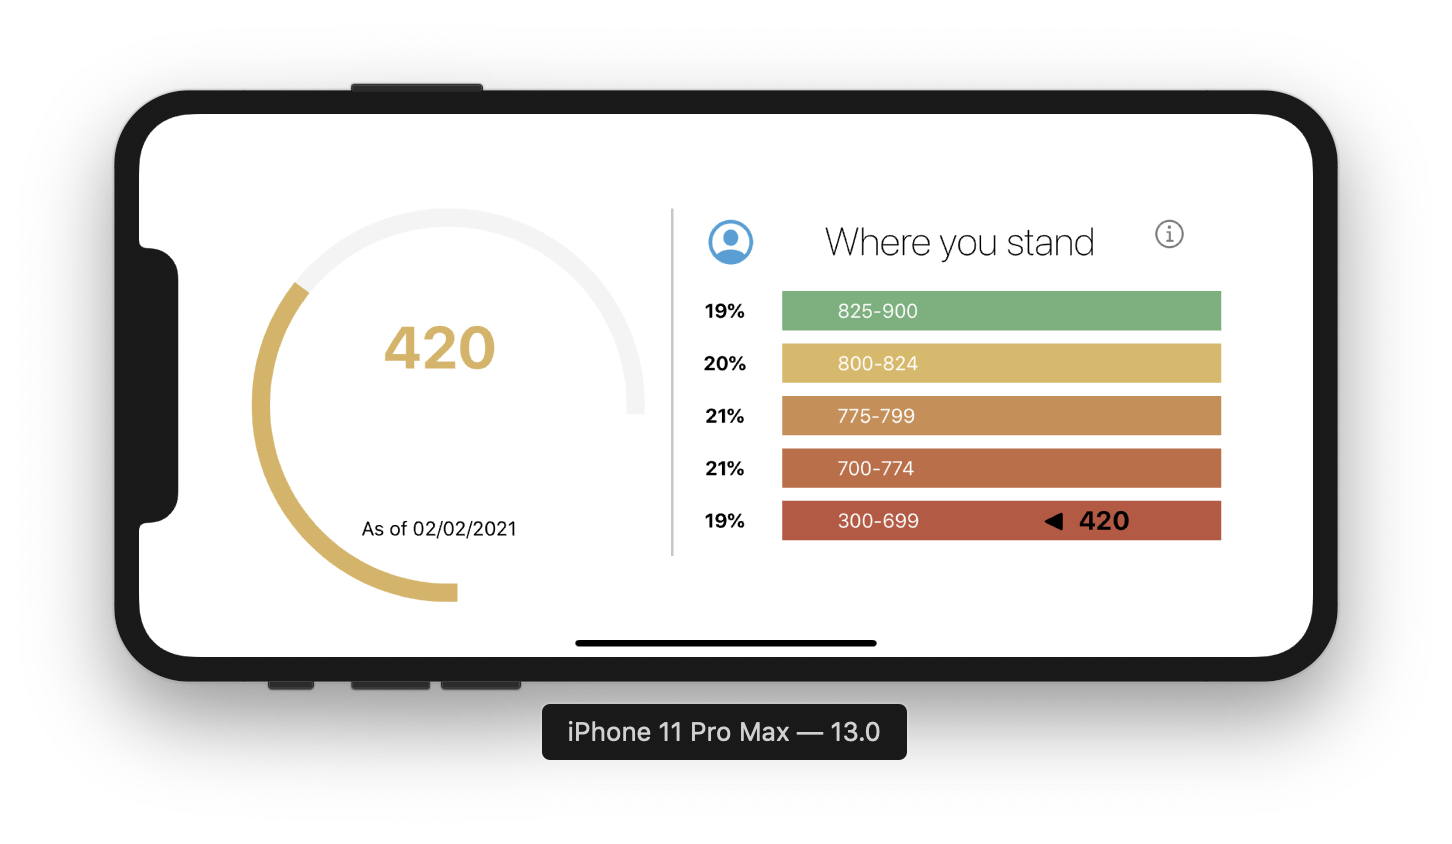 420
As of 02/02/2021
Where you stand
19% 825-900
20% 800-824
21% 775-799
21% 700-774
19% 300-699 ◀ 420
iPhone 11 Pro Max — 13.0